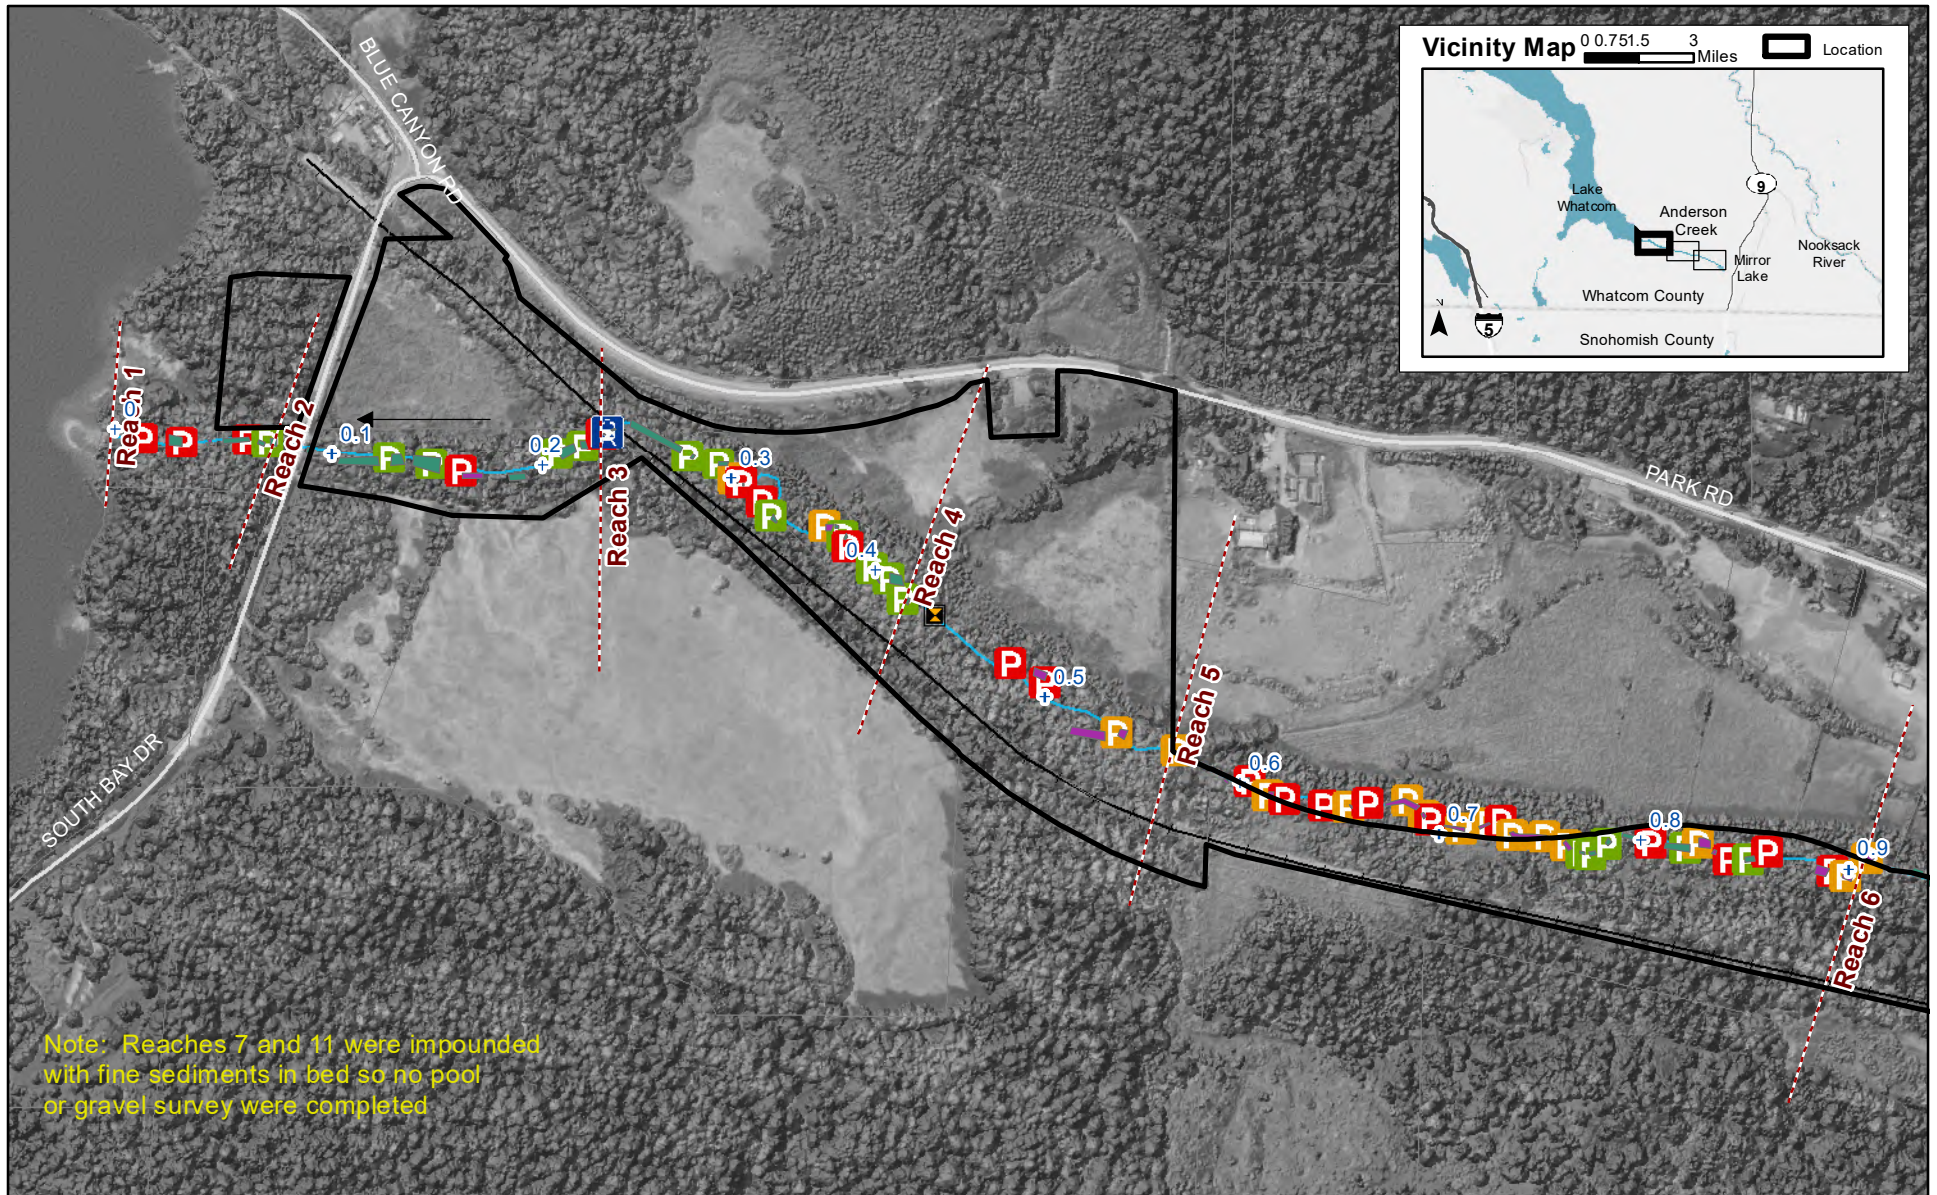 Vicinity Map
0 0.751.5 3
Miles
Location
Lake
Whatcom
Anderson
Creek
9
Nooksack
River
Mirror
Lake
Whatcom County
5
Snohomish County
N
BLUE CANYON RD
SOUTH BAY DR
PARK RD
Reach 1
Reach 2
Reach 3
Reach 4
Reach 5
Reach 6
0
0.1
0.2
0.3
0.4
0.5
0.6
0.7
0.8
0.9
P P P P P
P P P P P
P P P P P P P P P P P P
P P P P
P P P P P P P P P P P P P P P P P P P P P P P P
Note: Reaches 7 and 11 were impounded
with fine sediments in bed so no pool
or gravel survey were completed